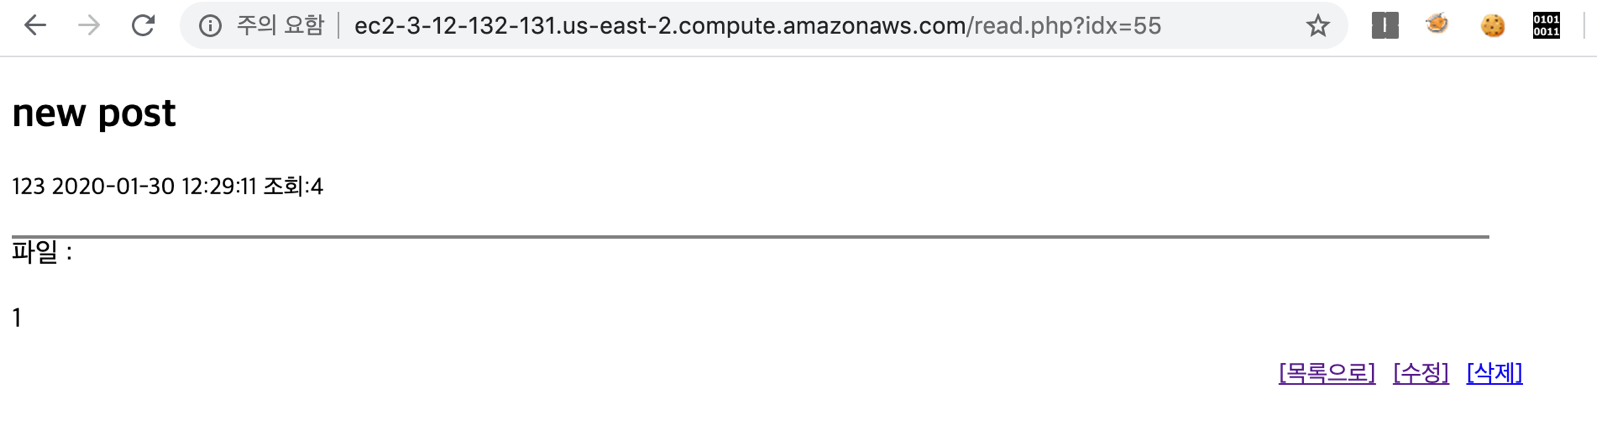 주의 요함 ec2-3-12-132-131.us-east-2.compute.amazonaws.com/read.php?idx=55
I
0101
0011
new post
123 2020-01-30 12:29:11 조회:4
파일 :
1
[목록으로] [수정] [삭제]